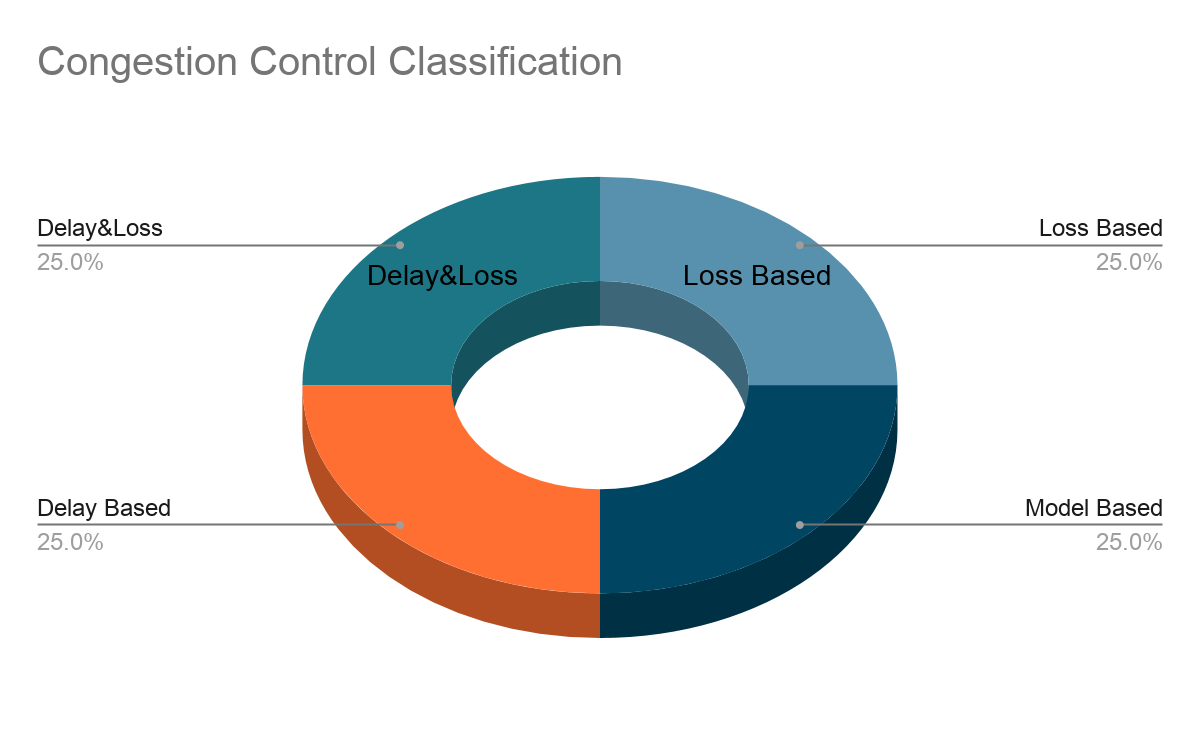 Congestion Control Classification
Delay&Loss
25.0%
Loss Based
25.0%
Delay&Loss
Loss Based
Delay Based
25.0%
Model Based
25.0%